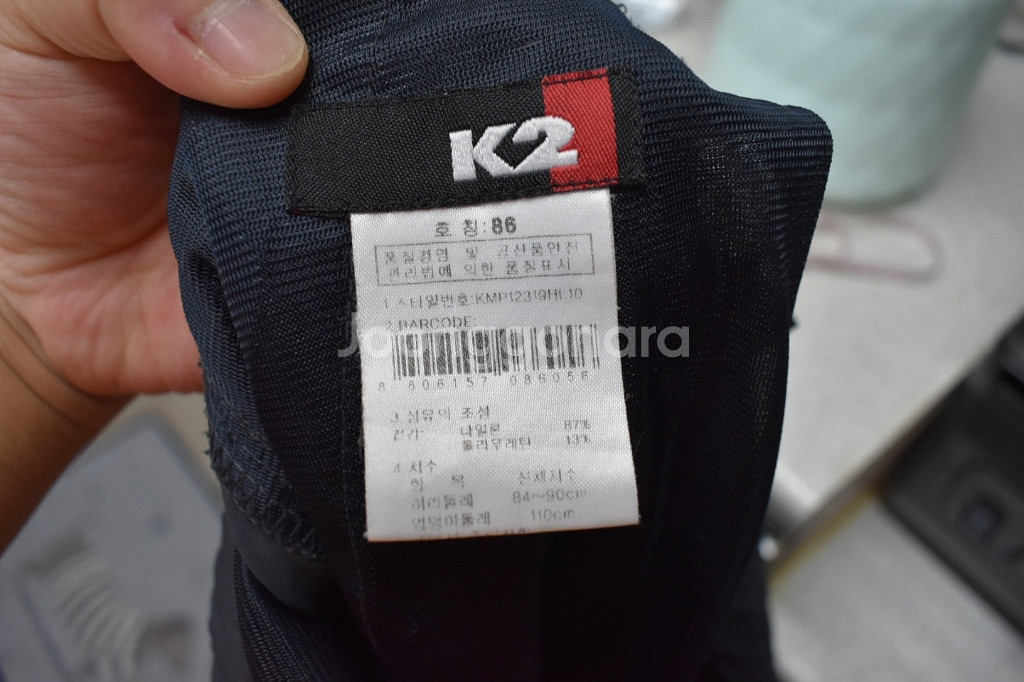 K2
호 칭:86
품질경영 및 공산품안전
관리법에 의한 품질표시
1.스타일번호:KMP12319HL10
2.BARCODE:
Joonggonara
8 806157 086056
3.섬유의 조성
겉감 나일론 87%
폴리우레탄 13%
4.치수
항 목 신체치수
허리둘레 84~90cm
엉덩이둘레 110cm